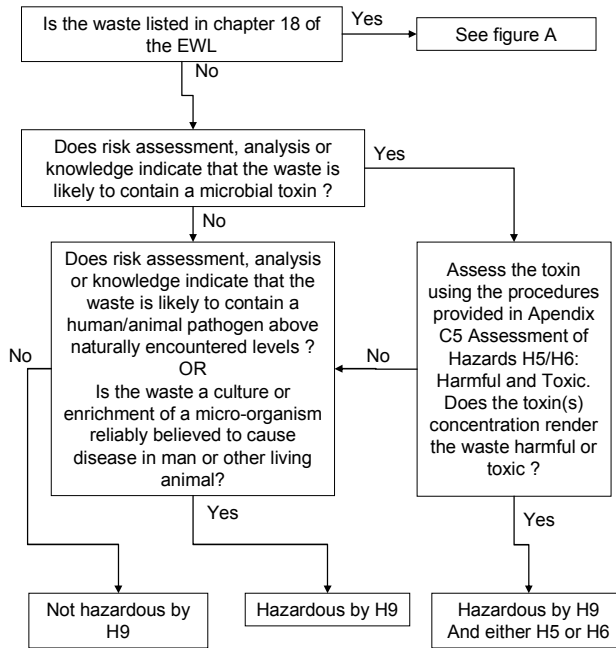 Is the waste listed in chapter 18 of
the EWL
Yes
See figure A
No
Does risk assessment, analysis or
knowledge indicate that the waste is
likely to contain a microbial toxin ?
Yes
No
Does risk assessment, analysis
or knowledge indicate that the
waste is likely to contain a
human/animal pathogen above
naturally encountered levels ?
OR
Is the waste a culture or
enrichment of a micro-organism
reliably believed to cause
disease in man or other living
animal?
No
No
Assess the toxin
using the procedures
provided in Apendix
C5 Assessment of
Hazards H5/H6:
Harmful and Toxic.
Does the toxin(s)
concentration render
the waste harmful or
toxic ?
Yes
Yes
Not hazardous by
H9
Hazardous by H9
Hazardous by H9
And either H5 or H6